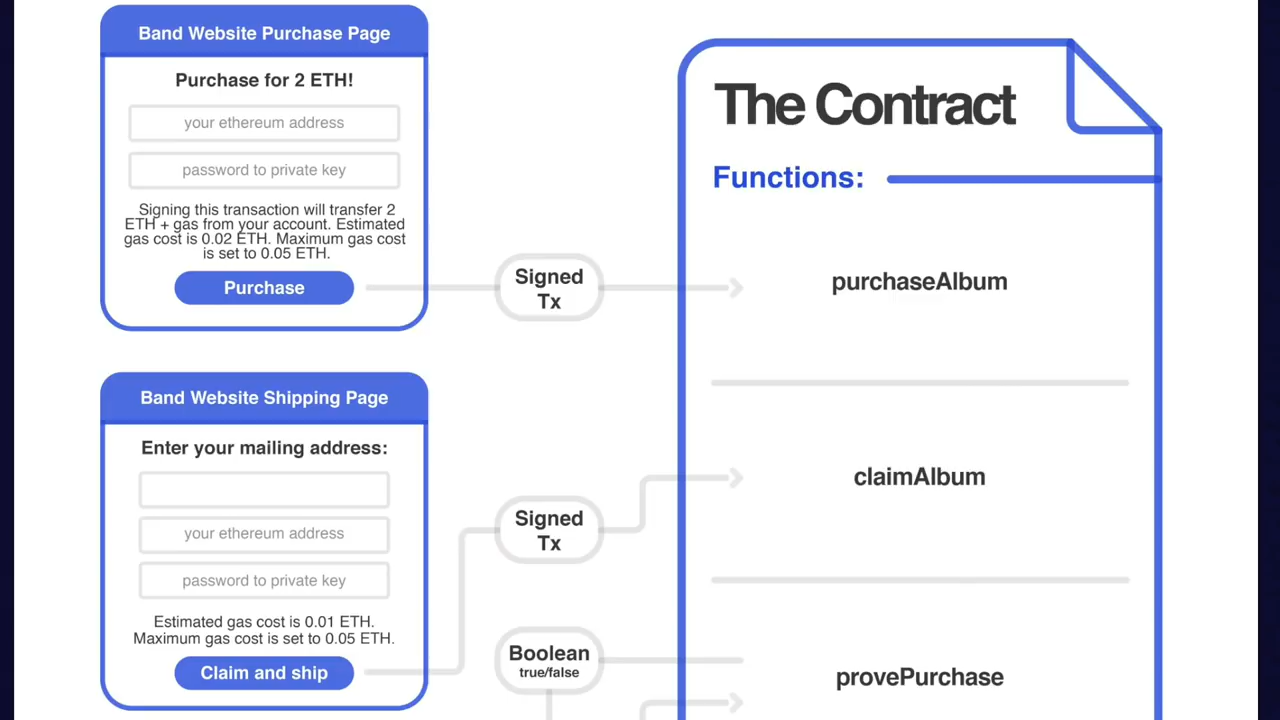 Band Website Purchase Page
Purchase for 2 ETH!
your ethereum address
password to private key
Signing this transaction will transfer 2
ETH + gas from your account. Estimated
gas cost is 0.02 ETH. Maximum gas cost
is set to 0.05 ETH.
Purchase
Signed
Tx
The Contract
Functions:
purchaseAlbum
Band Website Shipping Page
Enter your mailing address:
your ethereum address
password to private key
Estimated gas cost is 0.01 ETH.
Maximum gas cost is set to 0.05 ETH.
Claim and ship
Signed
Tx
claimAlbum
Boolean
true/false
provePurchase